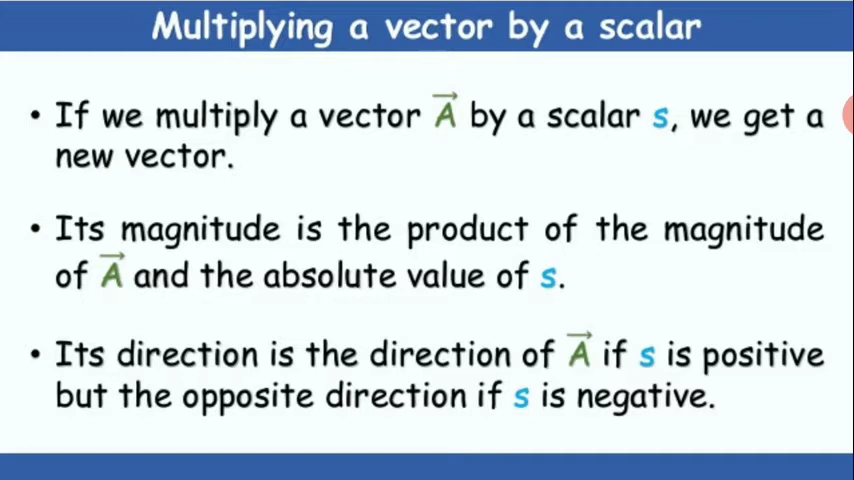 Multiplying a vector by a scalar
• If we multiply a vector A⃗ by a scalar s, we get a
new vector.
• Its magnitude is the product of the magnitude
of A⃗ and the absolute value of s.
• Its direction is the direction of A⃗ if s is positive
but the opposite direction if s is negative.